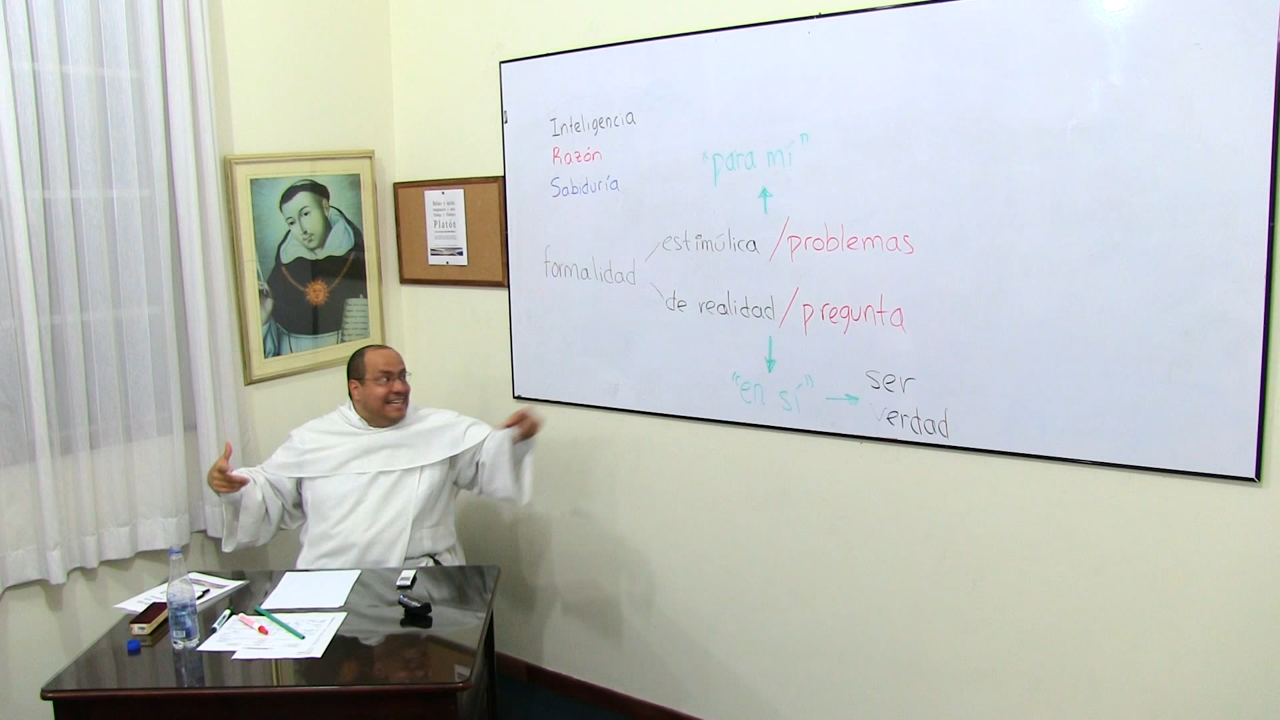 Inteligencia
Razón
Sabiduría
"para mí"
formalidad
estimúlica /problemas
de realidad/pregunta
"en sí" → ser
verdad
Platón